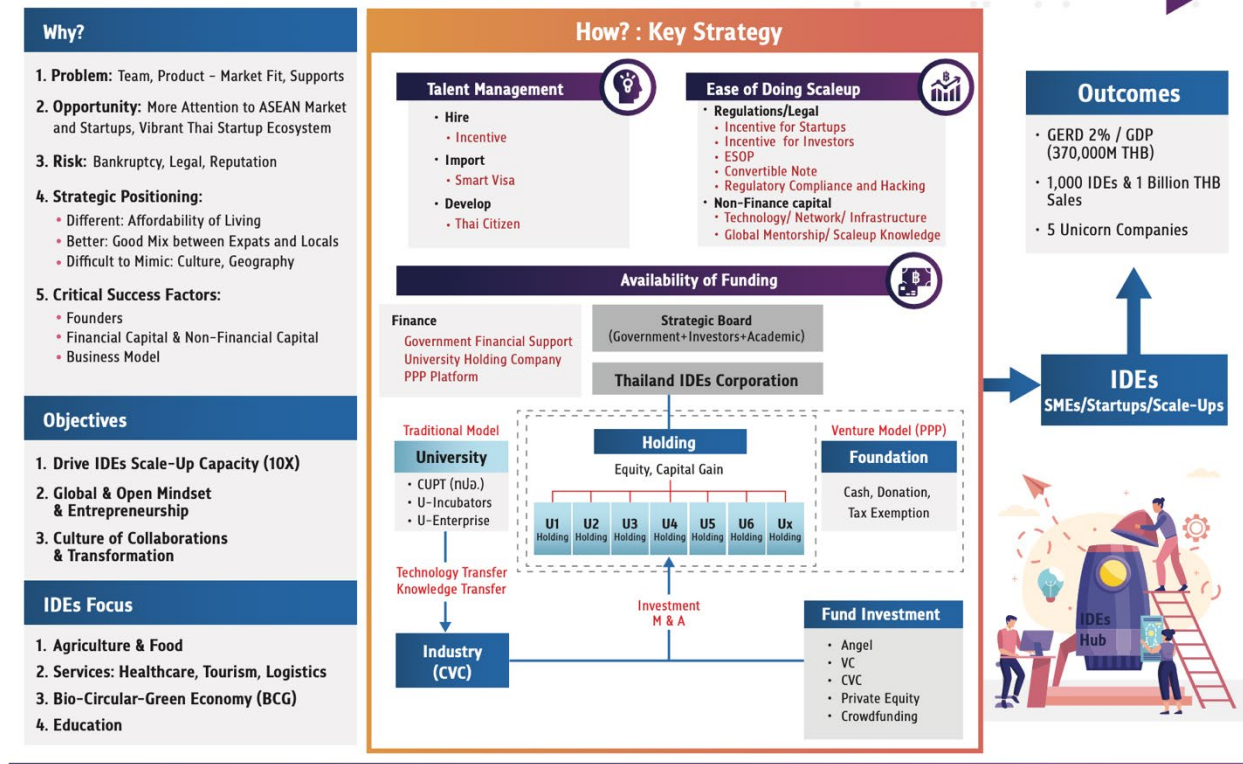 Why?
1. Problem: Team, Product - Market Fit, Supports
2. Opportunity: More Attention to ASEAN Market
and Startups, Vibrant Thai Startup Ecosystem
3. Risk: Bankruptcy, Legal, Reputation
4. Strategic Positioning:
• Different: Affordability of Living
• Better: Good Mix between Expats and Locals
• Difficult to Mimic: Culture, Geography
5. Critical Success Factors:
• Founders
• Financial Capital & Non-Financial Capital
• Business Model
Objectives
1. Drive IDEs Scale-Up Capacity (10X)
2. Global & Open Mindset
& Entrepreneurship
3. Culture of Collaborations
& Transformation
IDEs Focus
1. Agriculture & Food
2. Services: Healthcare, Tourism, Logistics
3. Bio-Circular-Green Economy (BCG)
4. Education
How? : Key Strategy
Talent Management
• Hire
• Incentive
• Import
• Smart Visa
• Develop
• Thai Citizen
Ease of Doing Scaleup
• Regulations/Legal
• Incentive for Startups
• Incentive for Investors
• ESOP
• Convertible Note
• Regulatory Compliance and Hacking
• Non-Finance capital
• Technology/ Network/ Infrastructure
• Global Mentorship/ Scaleup Knowledge
Availability of Funding
Finance
Government Financial Support
University Holding Company
PPP Platform
Strategic Board
(Government+Investors+Academic)
Thailand IDEs Corporation
Traditional Model
University
• CUPT (ทปอ.)
• U-Incubators
• U-Enterprise
Holding
Equity, Capital Gain
U1 Holding
U2 Holding
U3 Holding
U4 Holding
U5 Holding
U6 Holding
Ux Holding
Venture Model (PPP)
Foundation
Cash, Donation,
Tax Exemption
Technology Transfer
Knowledge Transfer
Investment
M & A
Industry
(CVC)
Fund Investment
• Angel
• VC
• CVC
• Private Equity
• Crowdfunding
Outcomes
• GERD 2% / GDP
(370,000M THB)
• 1,000 IDEs & 1 Billion THB
Sales
• 5 Unicorn Companies
IDEs
SMEs/Startups/Scale-Ups
IDEs
Hub